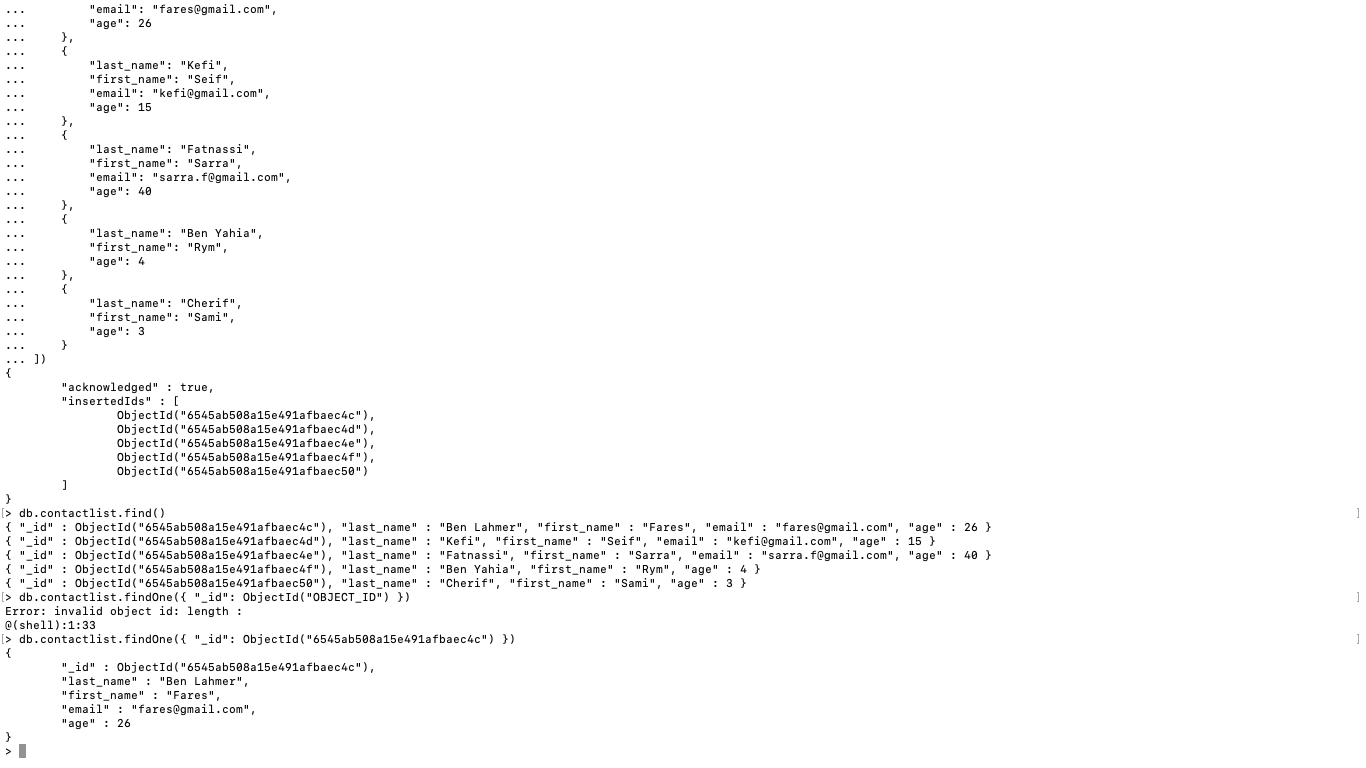 ...         "email": "fares@gmail.com",
...         "age": 26
...     },
...     {
...         "last_name": "Kefi",
...         "first_name": "Seif",
...         "email": "kefi@gmail.com",
...         "age": 15
...     },
...     {
...         "last_name": "Fatnassi",
...         "first_name": "Sarra",
...         "email": "sarra.f@gmail.com",
...         "age": 40
...     },
...     {
...         "last_name": "Ben Yahia",
...         "first_name": "Rym",
...         "age": 4
...     },
...     {
...         "last_name": "Cherif",
...         "first_name": "Sami",
...         "age": 3
...     }
... ])
{
        "acknowledged" : true,
        "insertedIds" : [
                ObjectId("6545ab508a15e491afbaec4c"),
                ObjectId("6545ab508a15e491afbaec4d"),
                ObjectId("6545ab508a15e491afbaec4e"),
                ObjectId("6545ab508a15e491afbaec4f"),
                ObjectId("6545ab508a15e491afbaec50")
        ]
}
[> db.contactlist.find() ]
{ "_id" : ObjectId("6545ab508a15e491afbaec4c"), "last_name" : "Ben Lahmer", "first_name" : "Fares", "email" : "fares@gmail.com", "age" : 26 }
{ "_id" : ObjectId("6545ab508a15e491afbaec4d"), "last_name" : "Kefi", "first_name" : "Seif", "email" : "kefi@gmail.com", "age" : 15 }
{ "_id" : ObjectId("6545ab508a15e491afbaec4e"), "last_name" : "Fatnassi", "first_name" : "Sarra", "email" : "sarra.f@gmail.com", "age" : 40 }
{ "_id" : ObjectId("6545ab508a15e491afbaec4f"), "last_name" : "Ben Yahia", "first_name" : "Rym", "age" : 4 }
{ "_id" : ObjectId("6545ab508a15e491afbaec50"), "last_name" : "Cherif", "first_name" : "Sami", "age" : 3 }
[> db.contactlist.findOne({ "_id": ObjectId("OBJECT_ID") }) ]
Error: invalid object id: length :
@(shell):1:33
[> db.contactlist.findOne({ "_id": ObjectId("6545ab508a15e491afbaec4c") }) ]
{
        "_id" : ObjectId("6545ab508a15e491afbaec4c"),
        "last_name" : "Ben Lahmer",
        "first_name" : "Fares",
        "email" : "fares@gmail.com",
        "age" : 26
}
>